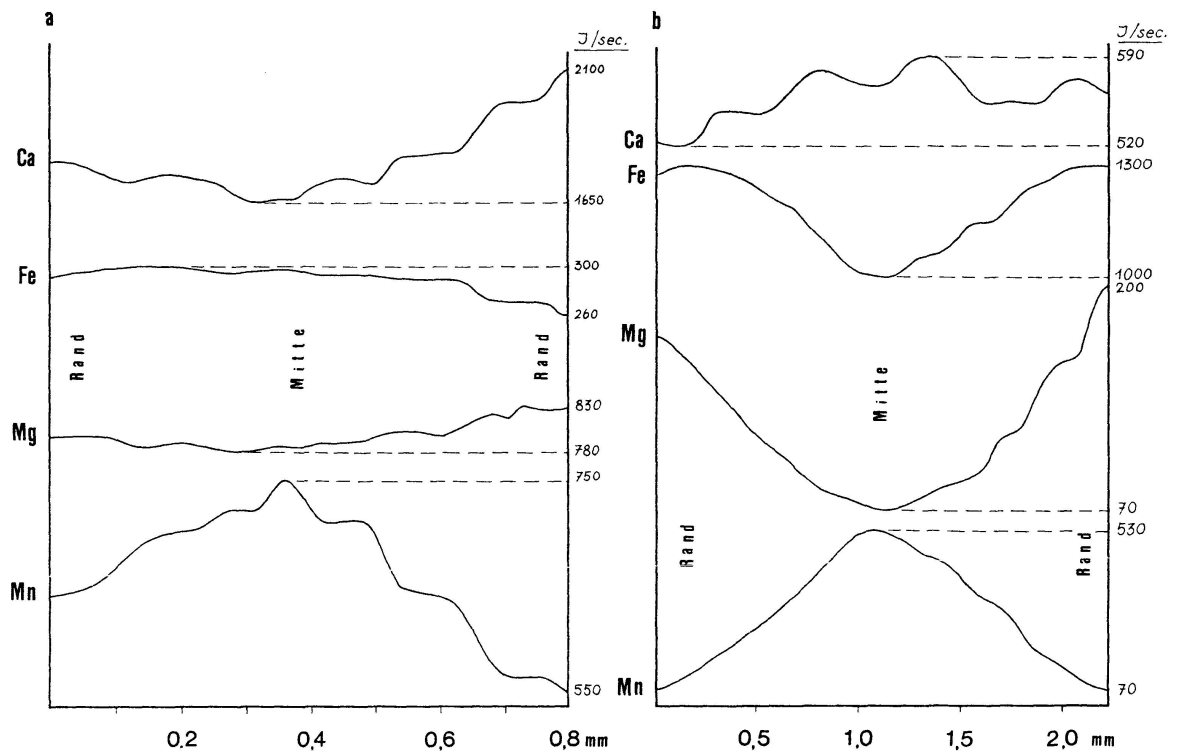 a
J/sec.
2100
Ca
1650
Fe
300
260
Rand
Mitte
Rand
Mg
830
780
750
Mn
550
0.2
0,4
0,6
0,8 mm
b
J/sec.
590
Ca
520
Fe
1300
1000
200
Mg
Mitte
70
530
Rand
Rand
Mn
70
0,5
1,0
1,5
2,0
mm